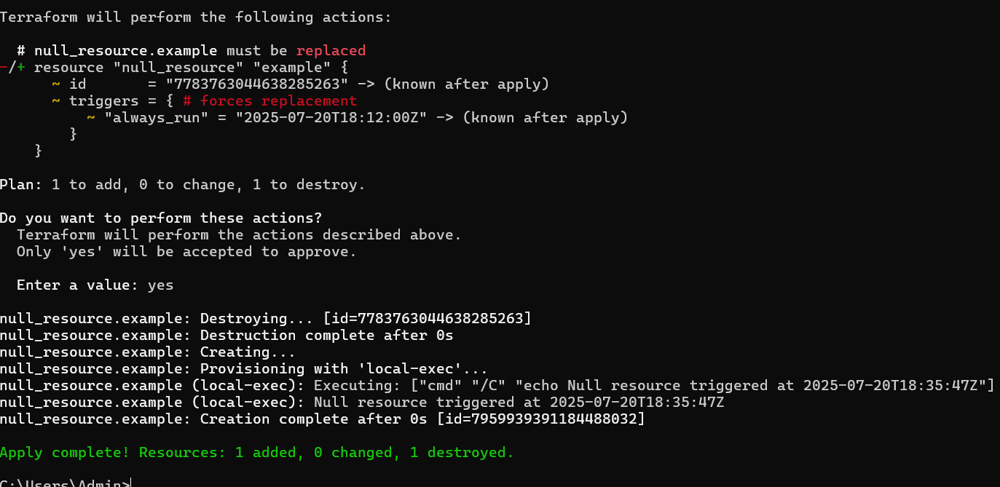 Terraform will perform the following actions:
# null_resource.example must be replaced
-/+ resource "null_resource" "example" {
~ id       = "7783763044638285263" -> (known after apply)
~ triggers = { # forces replacement
~ "always_run" = "2025-07-20T18:12:00Z" -> (known after apply)
}
}
Plan: 1 to add, 0 to change, 1 to destroy.
Do you want to perform these actions?
Terraform will perform the actions described above.
Only 'yes' will be accepted to approve.
Enter a value: yes
null_resource.example: Destroying... [id=7783763044638285263]
null_resource.example: Destruction complete after 0s
null_resource.example: Creating...
null_resource.example: Provisioning with 'local-exec'...
null_resource.example (local-exec): Executing: ["cmd" "/C" "echo Null resource triggered at 2025-07-20T18:35:47Z"]
null_resource.example (local-exec): Null resource triggered at 2025-07-20T18:35:47Z
null_resource.example: Creation complete after 0s [id=7959939391184488032]
Apply complete! Resources: 1 added, 0 changed, 1 destroyed.
C:\Users\Admin>